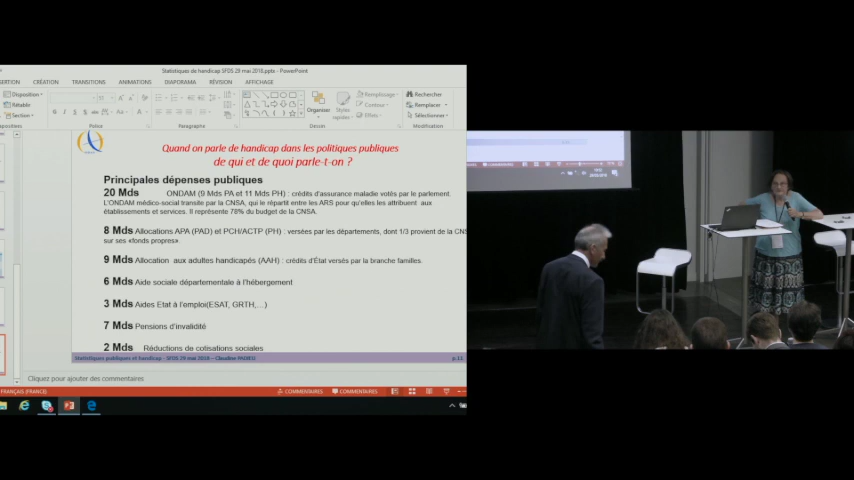 Statistiques de handicap SFDS 29 mai 2018.pptx - PowerPoint
SERTION CRÉATION TRANSITIONS ANIMATIONS DIAPORAMA RÉVISION AFFICHAGE
Disposition
Rétablir
Section
Police
Paragraphe
Organiser
Styles rapides
Dessin
Remplissage
Contour
Effets
Rechercher
Remplacer
Sélectionner
Modification
Quand on parle de handicap dans les politiques publiques
de qui et de quoi parle-t-on ?
Principales dépenses publiques
20 Mds ONDAM (9 Mds PA et 11 Mds PH) : crédits d'assurance maladie votés par le parlement.
L'ONDAM médico-social transite par la CNSA, qui le répartit entre les ARS pour qu'elles les attribuent aux
établissements et services. Il représente 78% du budget de la CNSA.
8 Mds Allocations APA (PAD) et PCH/ACTP (PH) : versées par les départements, dont 1/3 provient de la CNS
sur ses «fonds propres»
9 Mds Allocation aux adultes handicapés (AAH) : crédits d'État versés par la branche familles.
6 Mds Aide sociale départementale à l'hébergement
3 Mds Aides Etat à l'emploi(ESAT, GRTH,...)
7 Mds Pensions d'invalidité
2 Mds Réductions de cotisations sociales
Statistiques publiques et handicap - SFDS 29 mai 2018 – Claudine PADIEU p.11
Cliquez pour ajouter des commentaires
FRANÇAIS (FRANCE) COMMENTAIRES COMMENTAIRES